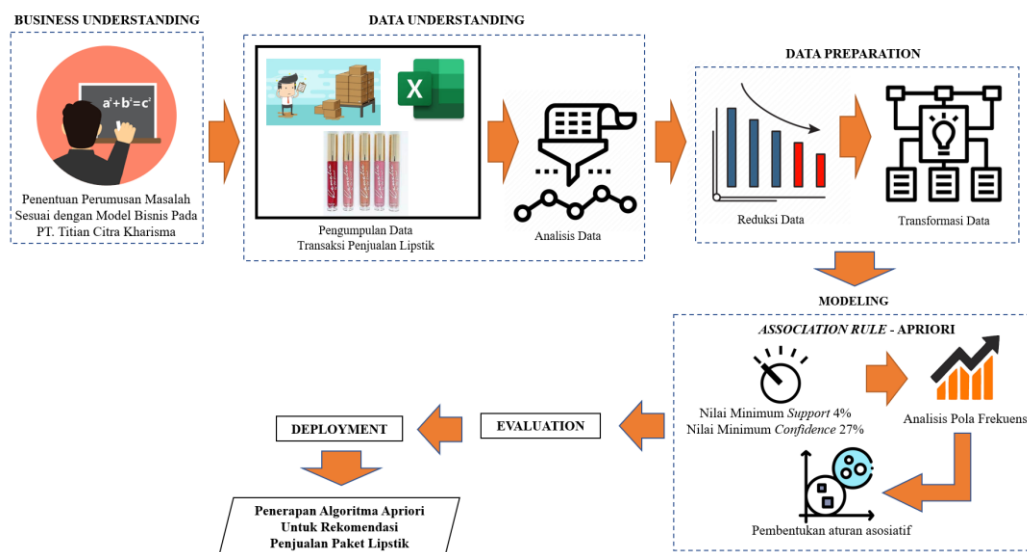 BUSINESS UNDERSTANDING
a²+b²=c²
Penentuan Perumusan Masalah
Sesuai dengan Model Bisnis Pada
PT. Titian Citra Kharisma
DATA UNDERSTANDING
X
Pengumpulan Data
Transaksi Penjualan Lipstik
Analisis Data
DATA PREPARATION
Reduksi Data
Transformasi Data
MODELING
ASSOCIATION RULE - APRIORI
Nilai Minimum Support 4%
Nilai Minimum Confidence 27%
Analisis Pola Frekuens
Pembentukan aturan asosiatif
EVALUATION
DEPLOYMENT
Penerapan Algoritma Apriori
Untuk Rekomendasi
Penjualan Paket Lipstik